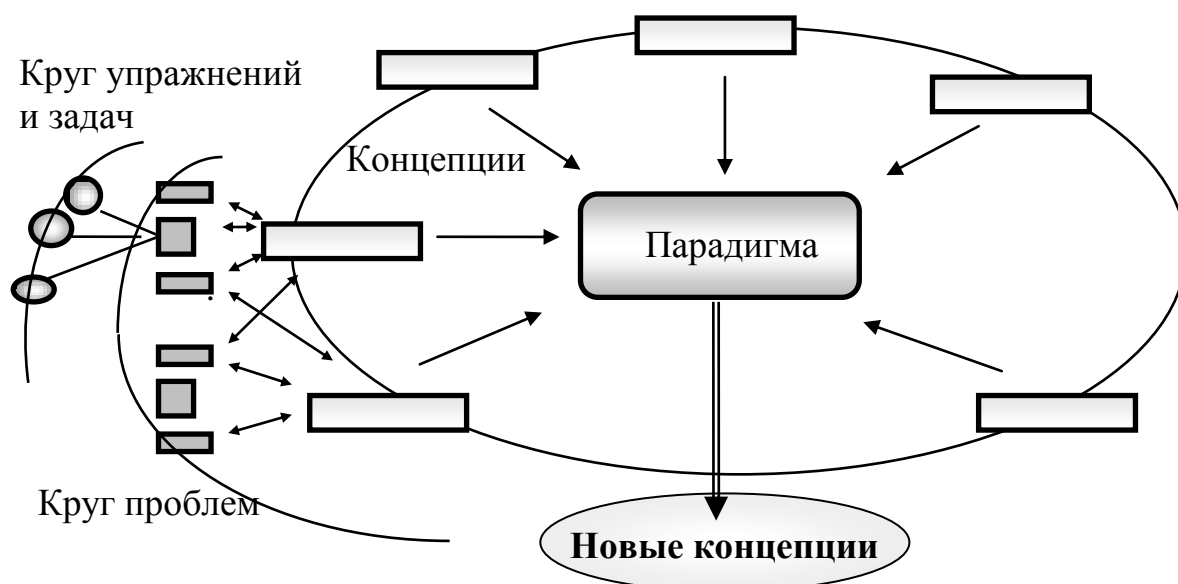 Круг упражнений
и задач
Концепции
Парадигма
Круг проблем
Новые концепции